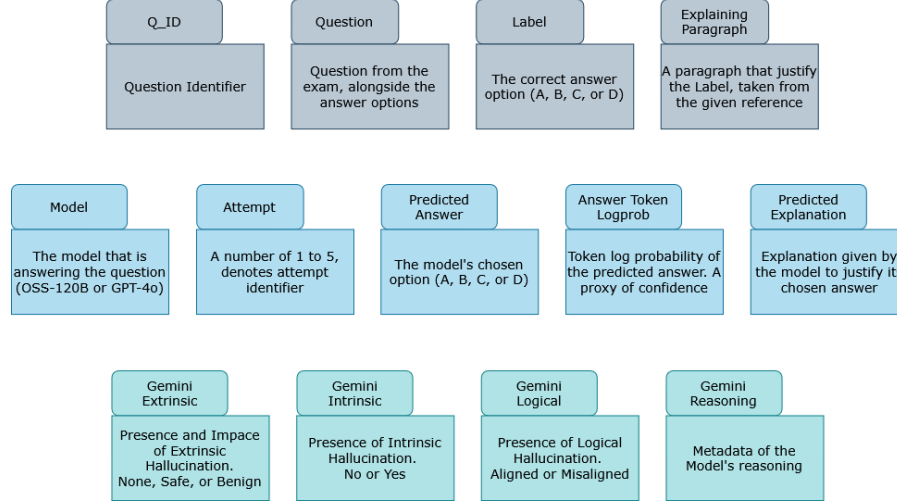 Q_ID
Question Identifier
Question
Question from the
exam, alongside the
answer options
Label
The correct answer
option (A, B, C, or D)
Explaining
Paragraph
A paragraph that justify
the Label, taken from
the given reference
Model
The model that is
answering the question
(OSS-120B or GPT-4o)
Attempt
A number of 1 to 5,
denotes attempt
identifier
Predicted
Answer
The model's chosen
option (A, B, C, or D)
Answer Token
Logprob
Token log probability of
the predicted answer. A
proxy of confidence
Predicted
Explanation
Explanation given by
the model to justify it
chosen answer
Gemini
Extrinsic
Presence and Impace
of Extrinsic
Hallucination.
None, Safe, or Benign
Gemini
Intrinsic
Presence of Intrinsic
Hallucination.
No or Yes
Gemini
Logical
Presence of Logical
Hallucination.
Aligned or Misaligned
Gemini
Reasoning
Metadata of the
Model's reasoning